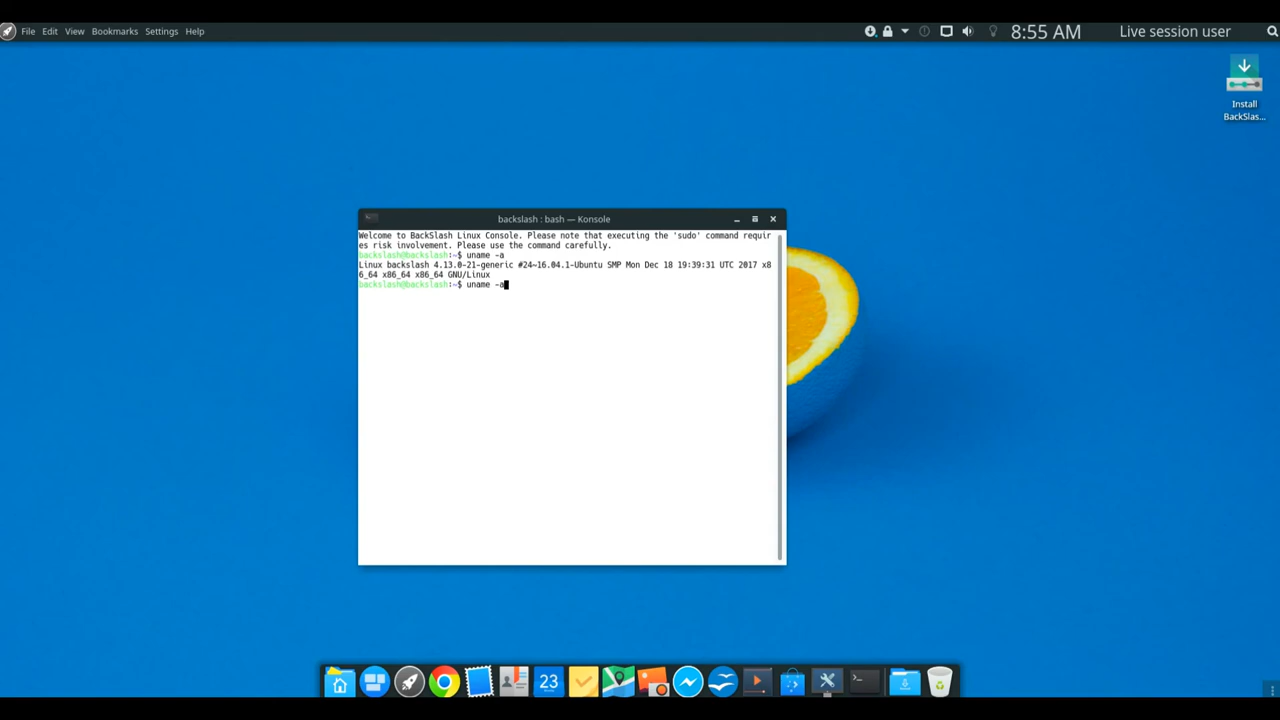 File Edit View Bookmarks Settings Help
8:55 AM Live session user
Install
BackSlas...
backslash : bash — Konsole
Welcome to BackSlash Linux Console. Please note that executing the 'sudo' command requir
es risk involvement. Please use the command carefully.
backslash@backslash:~$ uname -a
Linux backslash 4.13.0-21-generic #24~16.04.1-Ubuntu SMP Mon Dec 18 19:39:31 UTC 2017 x8
6_64 x86_64 x86_64 GNU/Linux
backslash@backslash:~$ uname -a
23